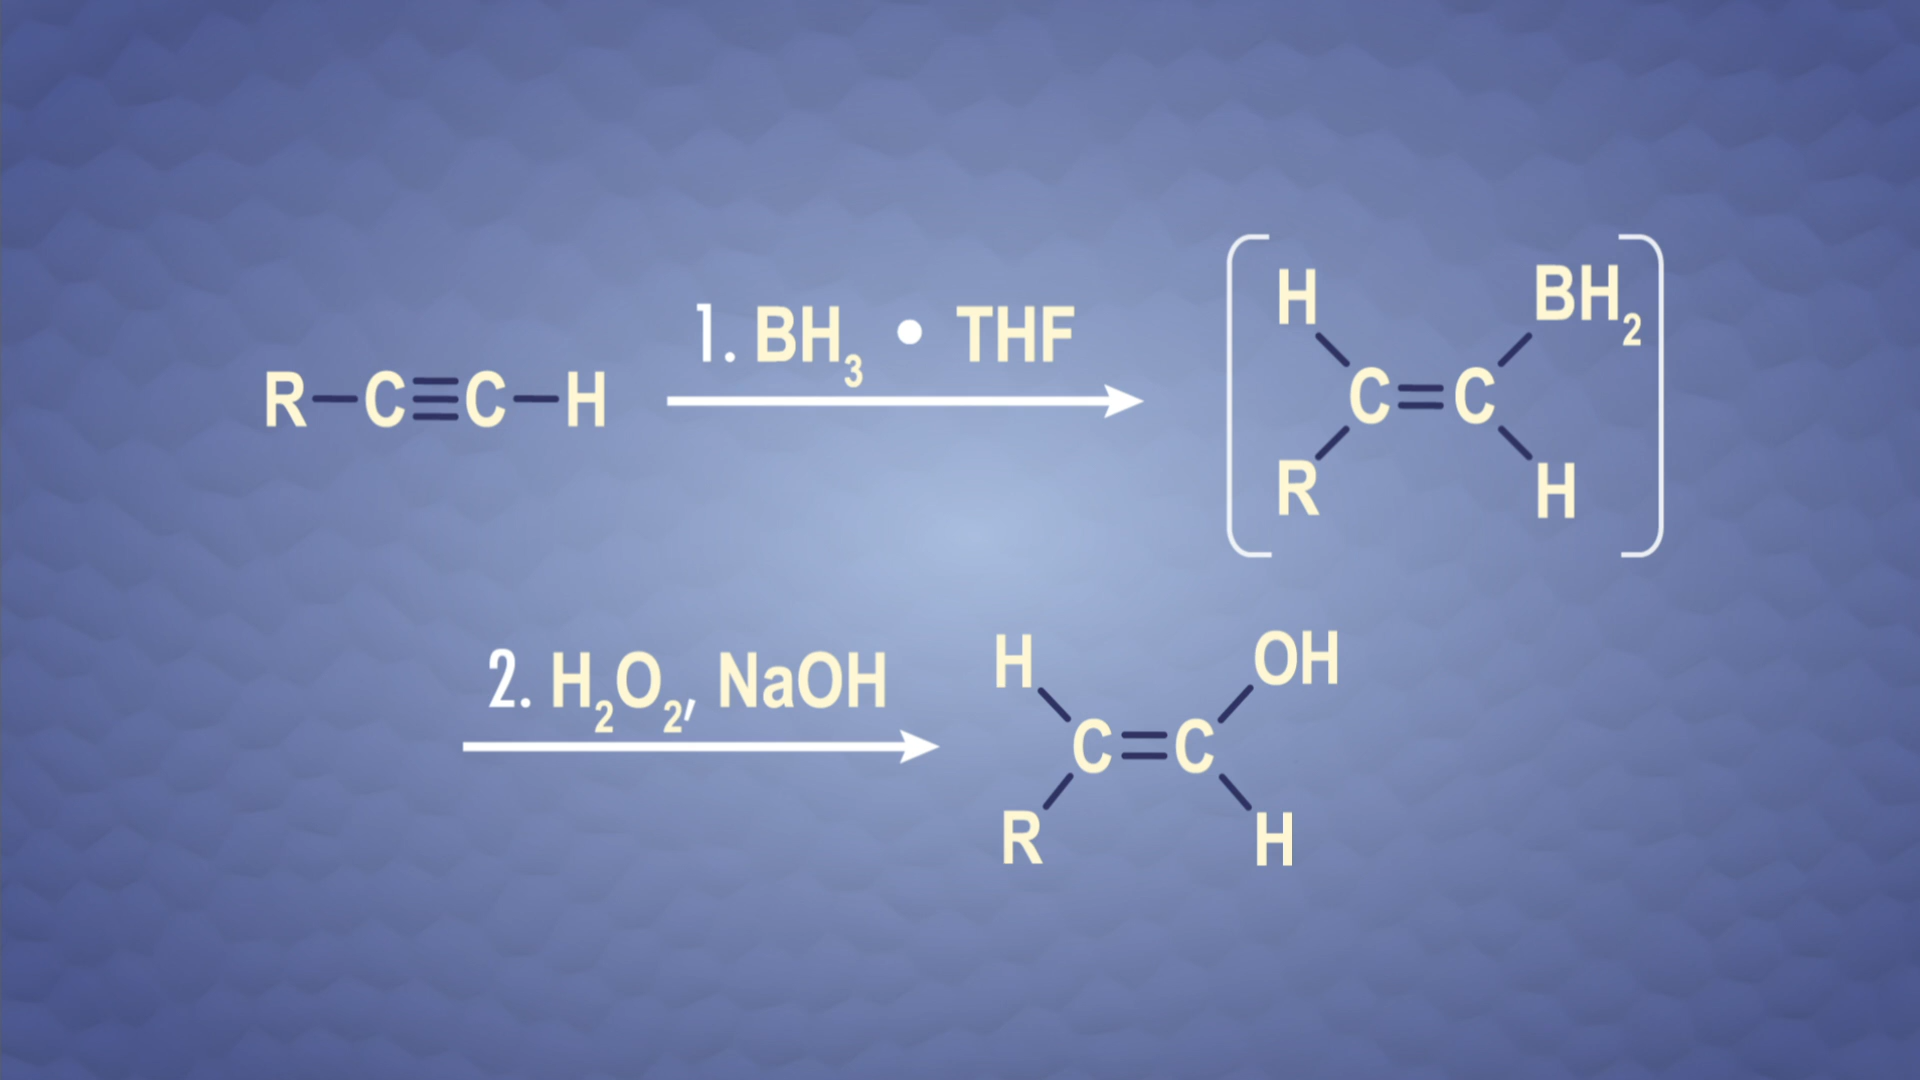 R—C≡C—H
1. BH₃ • THF
H BH₂
C=C
R H
2. H₂O₂, NaOH
H OH
C=C
R H